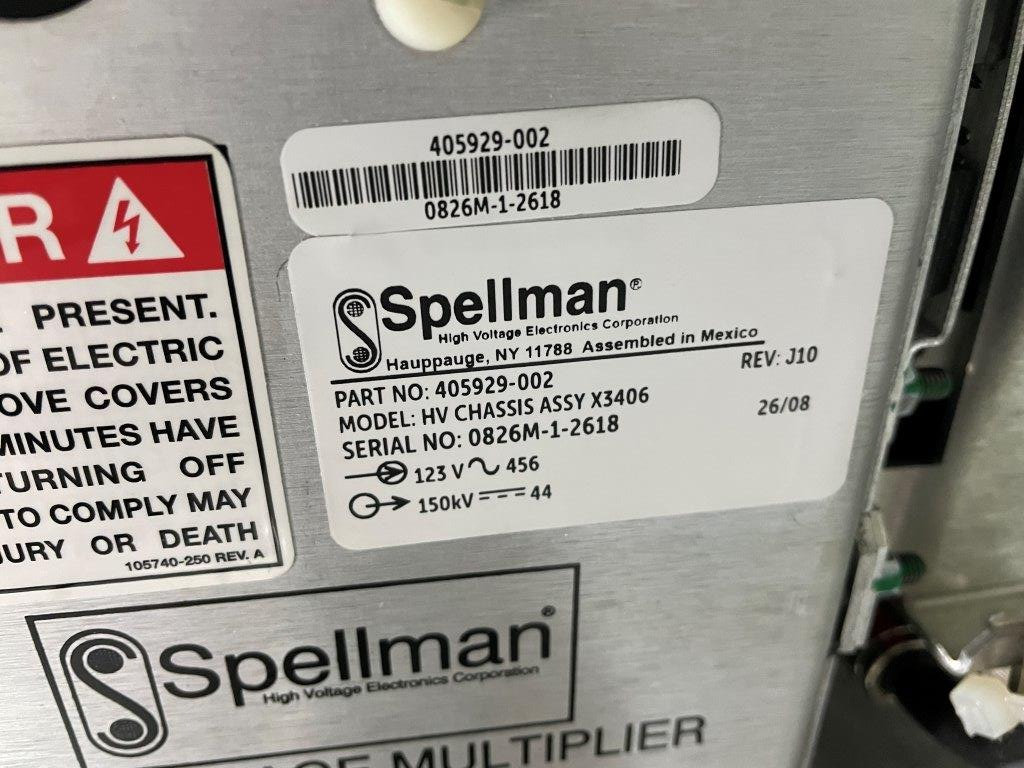 405929-002
0826M-1-2618
Spellman®
High Voltage Electronics Corporation
Hauppauge, NY 11788 Assembled in Mexico
PART NO: 405929-002 REV: J10
MODEL: HV CHASSIS ASSY X3406
SERIAL NO: 0826M-1-2618 26/08
123 V 456
150kV 44
R
PRESENT.
OF ELECTRIC
OVE COVERS
MINUTES HAVE
TURNING OFF
TO COMPLY MAY
JURY OR DEATH
105740-250 REV. A
Spellman®
High Voltage Electronics Corporation
AGE MULTIPLIER